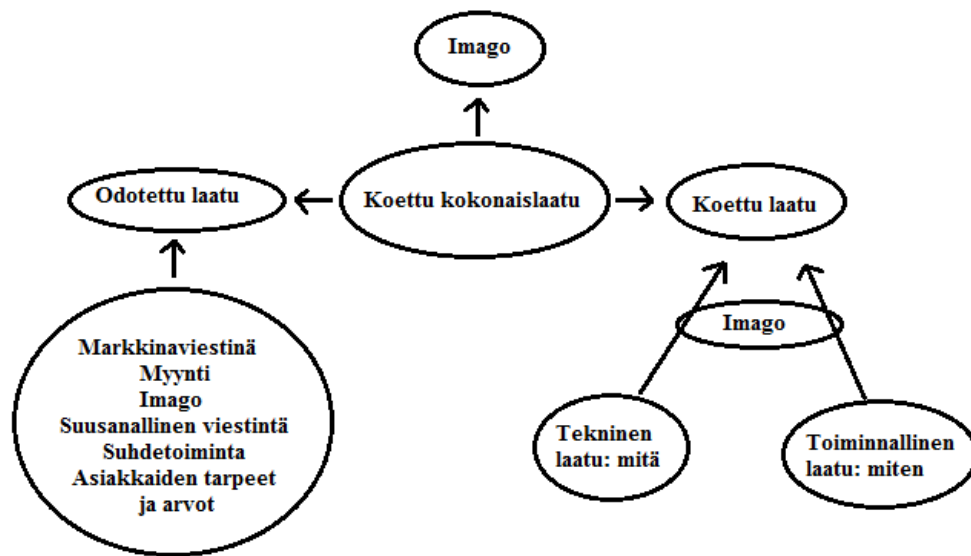 Imago
Odotettu laatu
Koettu kokonaislaatu
Koettu laatu
Markkinaviestinä
Myynti
Imago
Suusanallinen viestintä
Suhdetoiminta
Asiakkaiden tarpeet
ja arvot
Imago
Tekninen
laatu: mitä
Toiminnallinen
laatu: miten